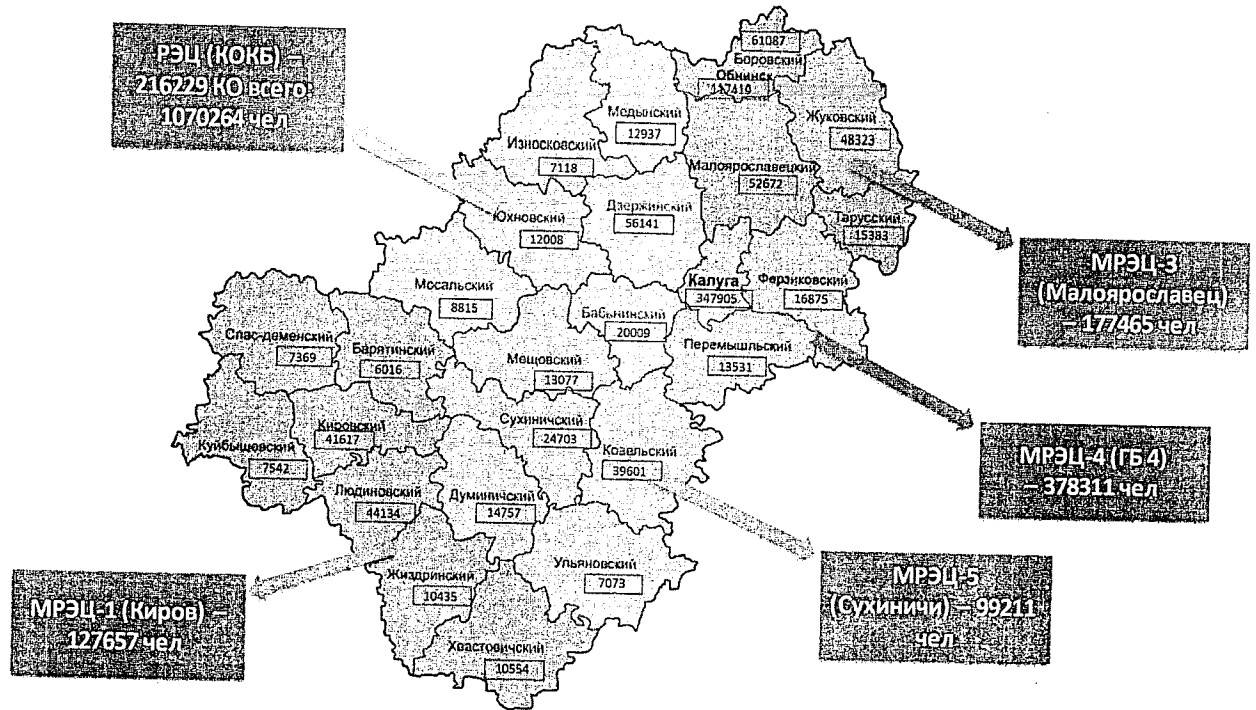 РЭЦ (КОКБ) –
216229 КО всего:
1070264 чел
61087
Боровский
Обнинск
117419
Жуковский
48323
Медынский
12937
Износковский
7118
Малоярославецкий
52672
Тарусский
15383
Юхновский
12008
Дзержинский
56141
МРЭЦ-3
(Малоярославец)
– 177465 чел
Мосальский
8815
Калуга
347905
Ферзиковский
16875
Бабынинский
20009
Перемышльский
13531
Спас-деменский
7369
Барятинский
6016
Мещовский
13077
Кировский
41617
Сухиничский
24703
Куйбышевский
7542
Козельский
39601
МРЭЦ-4 (ГБ 4)
– 378311 чел
Людиновский
44134
Думиничский
14757
Жиздринский
10435
Ульяновский
7073
МРЭЦ-5
(Сухиничи) – 99211
чел
МРЭЦ-1 (Киров) –
127657 чел
Хвастовичский
10554